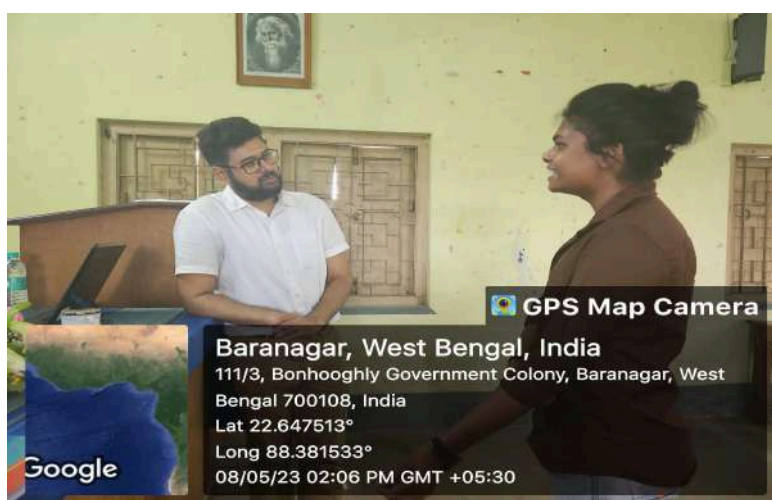 GPS Map Camera
Baranagar, West Bengal, India
111/3, Bonhooghly Government Colony, Baranagar, West
Bengal 700108, India
Lat 22.647513°
Long 88.381533°
08/05/23 02:06 PM GMT +05:30
Google